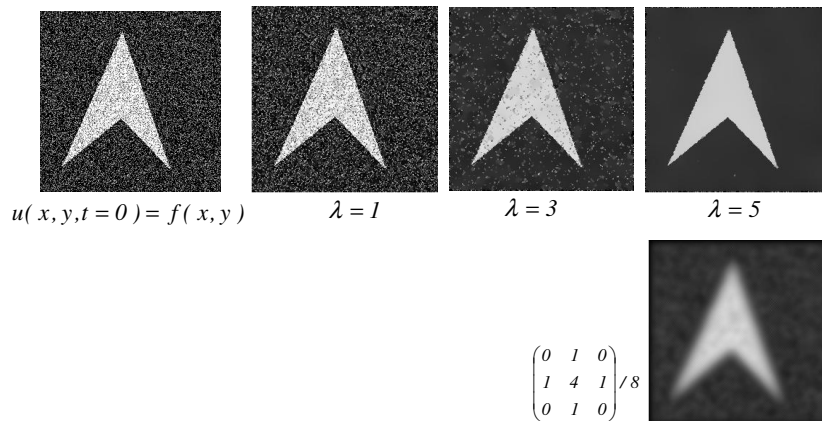 u( x, y,t = 0 ) = f( x, y )
λ = 1
λ = 3
λ = 5
0 1 0
1 4 1 / 8
0 1 0